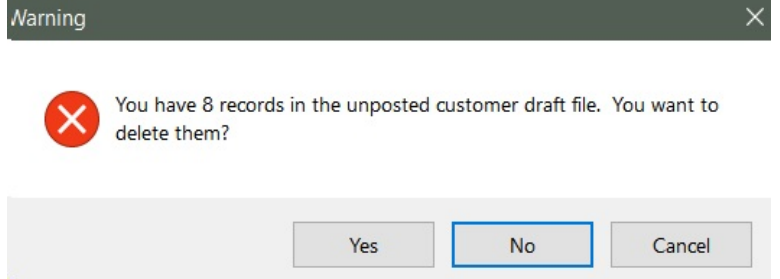 Warning
You have 8 records in the unposted customer draft file.  You want to
delete them?
Yes No Cancel